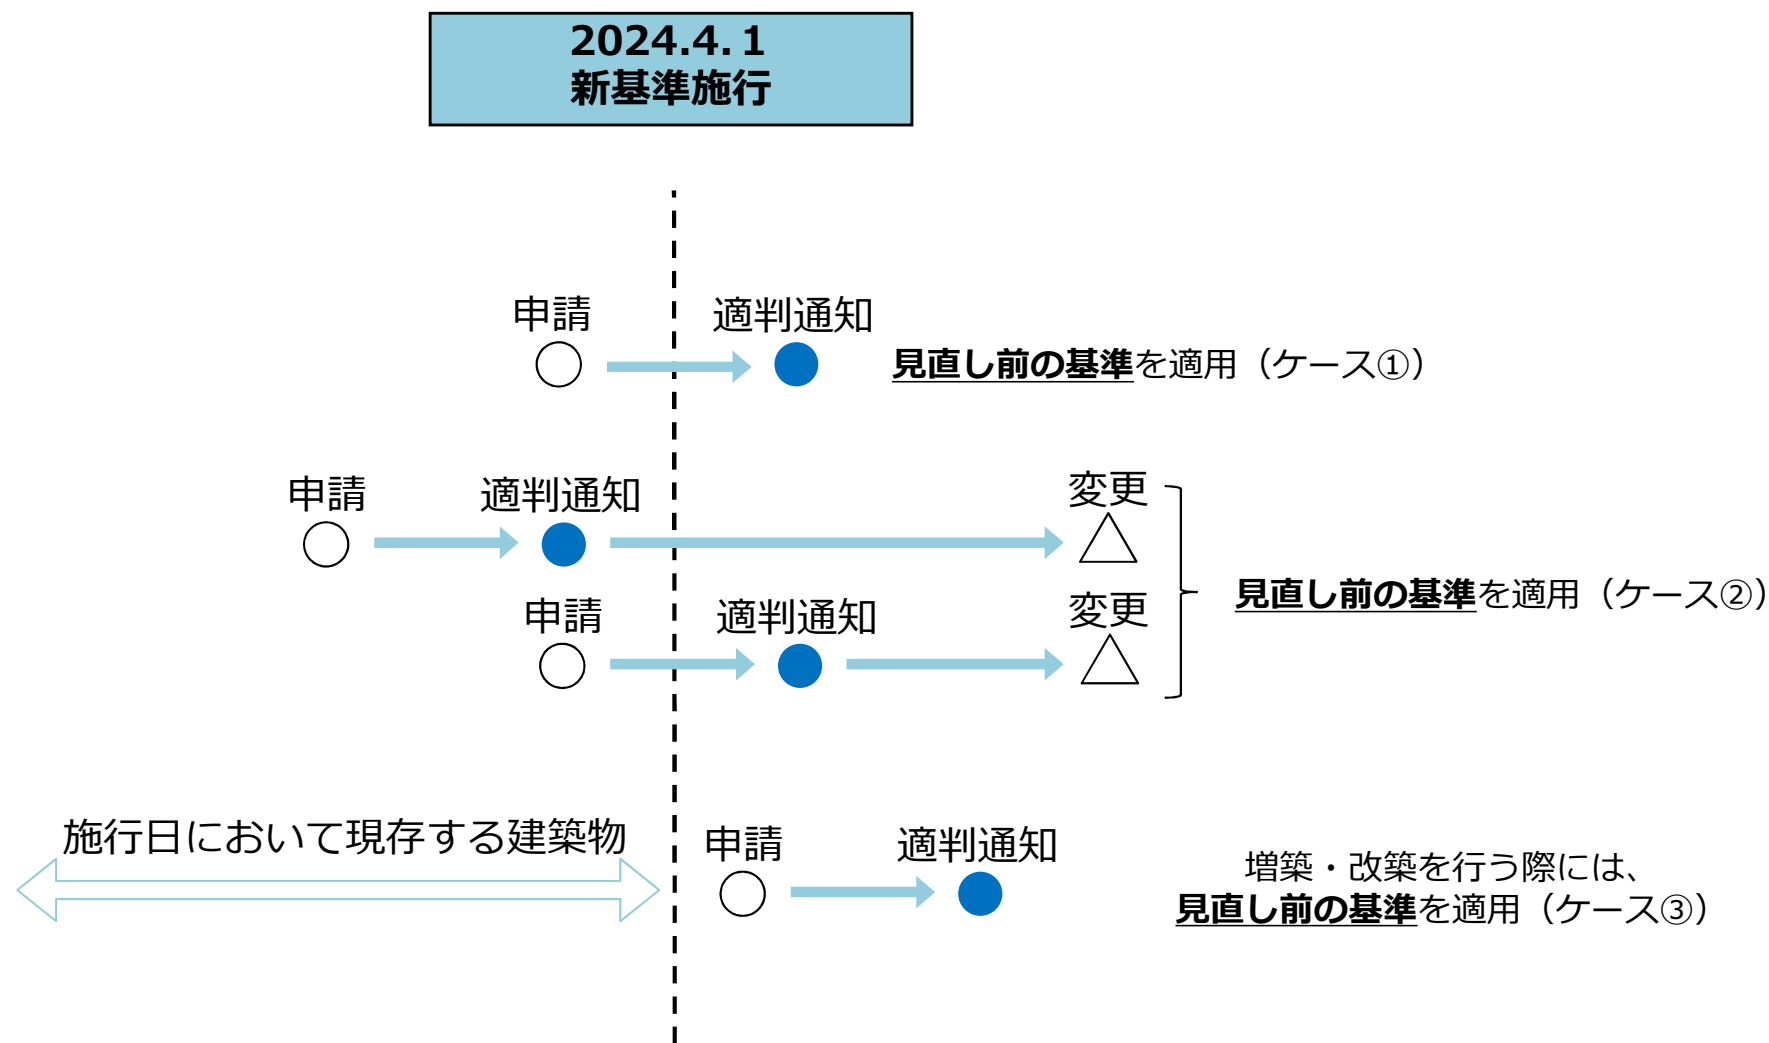 2024.4.１
新基準施行
申請
適判通知
見直し前の基準を適用（ケース①）
申請
適判通知
変更
申請
適判通知
変更
見直し前の基準を適用（ケース②）
施行日において現存する建築物
申請
適判通知
増築・改築を行う際には、
見直し前の基準を適用（ケース③）